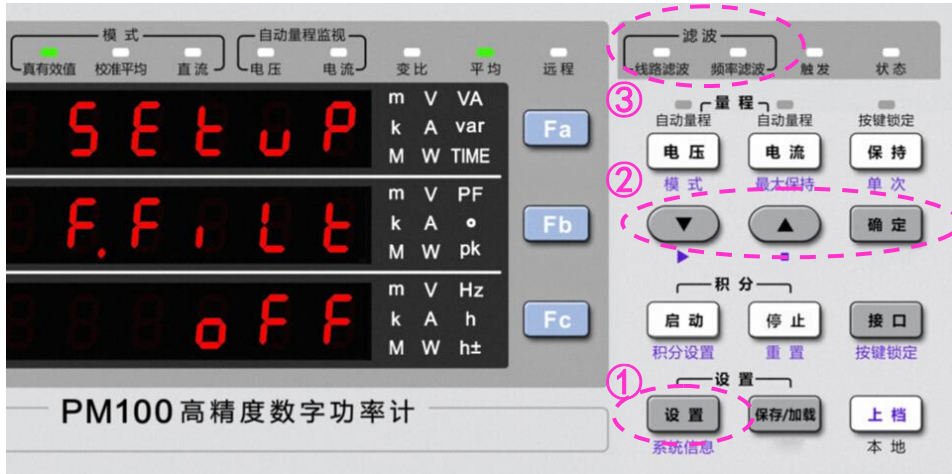 模式
自动量程监视
滤波
真有效值 校准平均 直流 电压 电流 变比 平均 远程 线路滤波 频率滤波 触发 状态
SEtuP
m V VA
k A var
M W TIME
Fa
③
量程
自动量程 自动量程 按键锁定
电压 电流 保持
模式 最大保持 单次
F.FiLt
m V PF
k A °
M W pk
Fb
②
▼ ▲ 确定
▶ ■
oFF
m V Hz
k A h
M W h±
Fc
积分
启动 停止 接口
积分设置 重置 按键锁定
①
设置
设置 保存/加载 上档
系统信息 本地
PM100高精度数字功率计